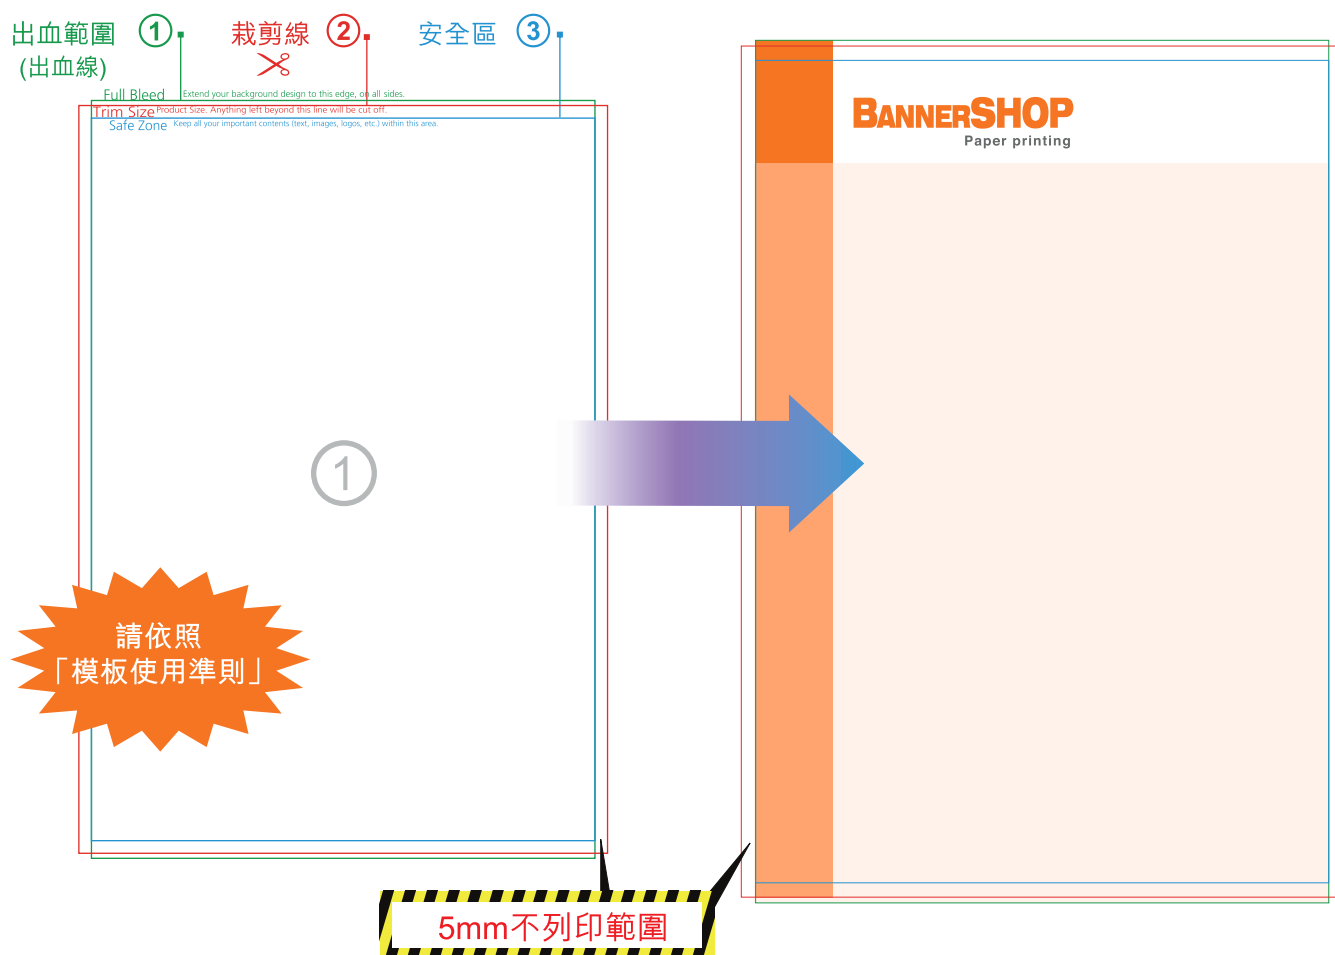 出血範圍 1
(出血線)
裁剪線 2
安全區 3
Full Bleed Extend your background design to this edge, on all sides.
Trim Size Product Size. Anything left beyond this line will be cut off.
Safe Zone Keep all your important contents (text, images, logos, etc.) within this area.
1
請依照
「模板使用準則」
BANNERSHOP
Paper printing
5mm不列印範圍